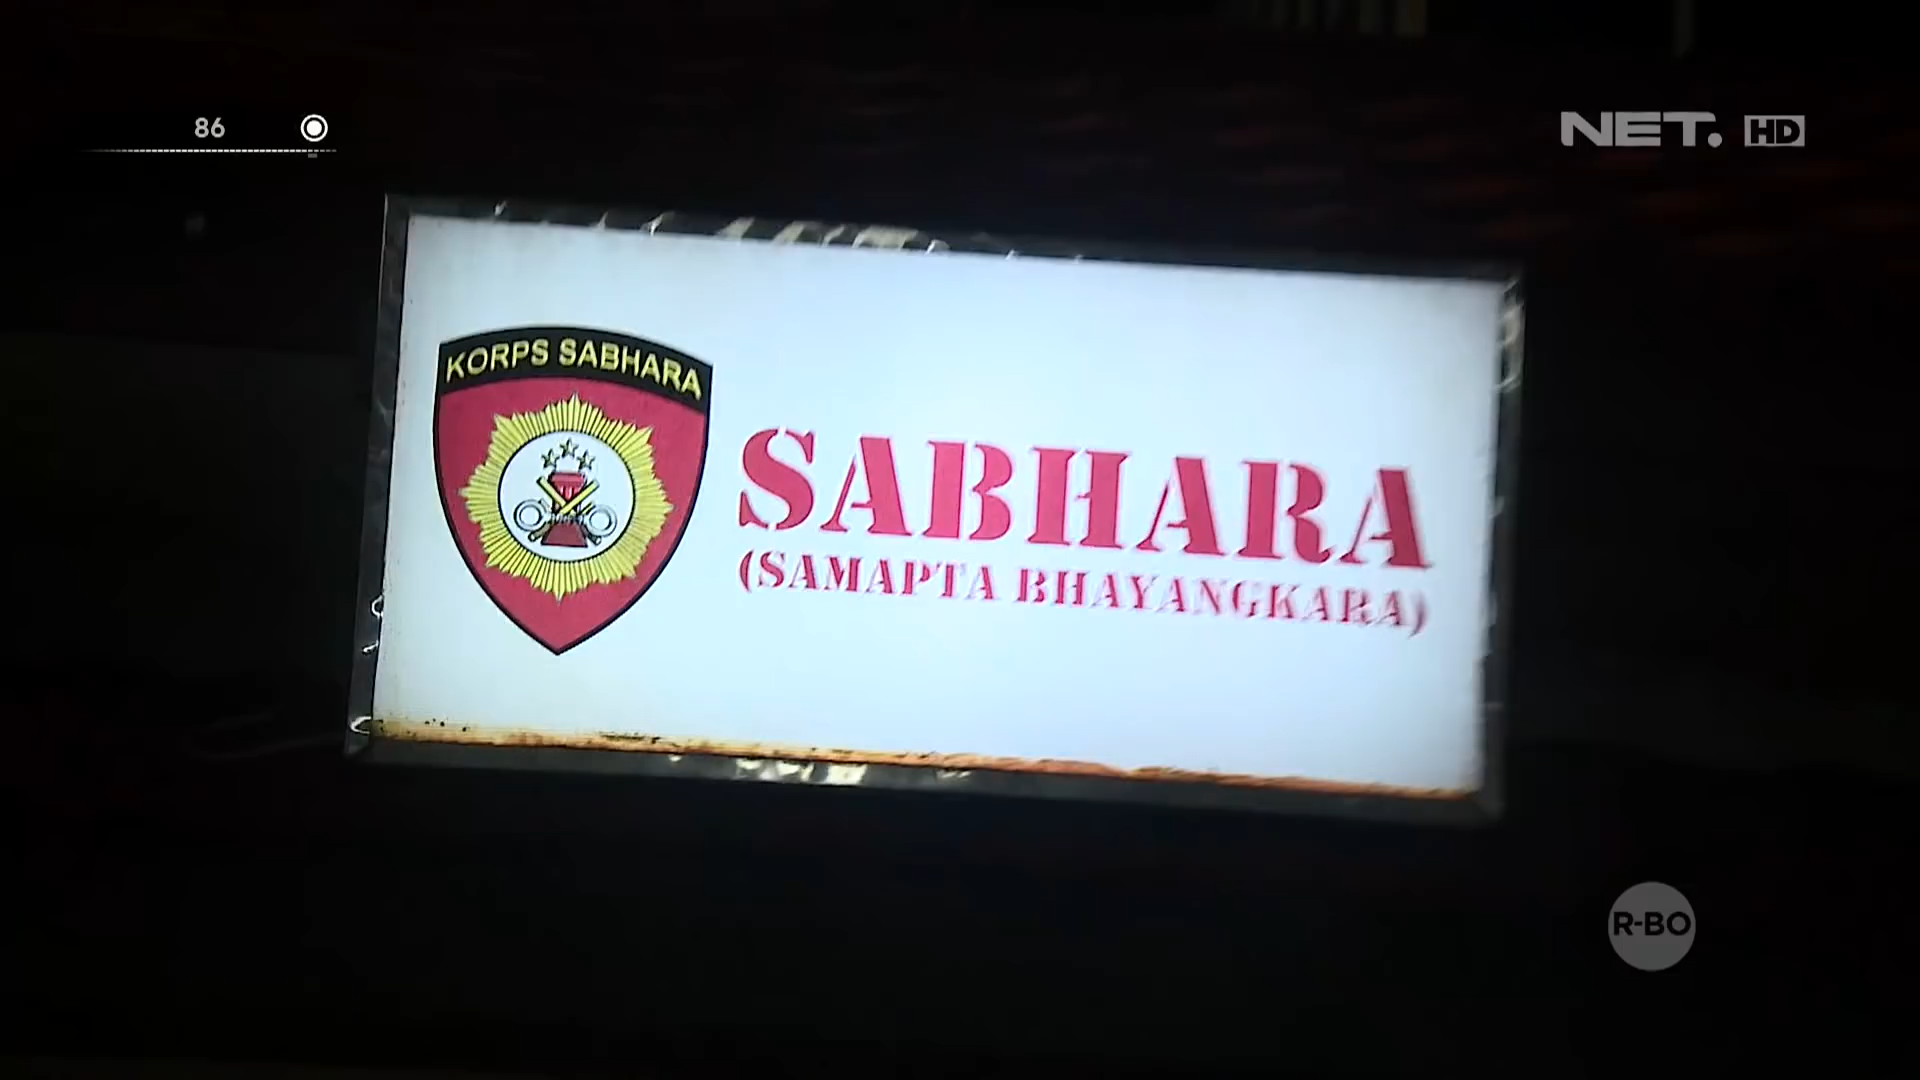 86
NET. HD
KORPS SABHARA
SABHARA
(SAMAPTA BHAYANGKARA)
R-BO